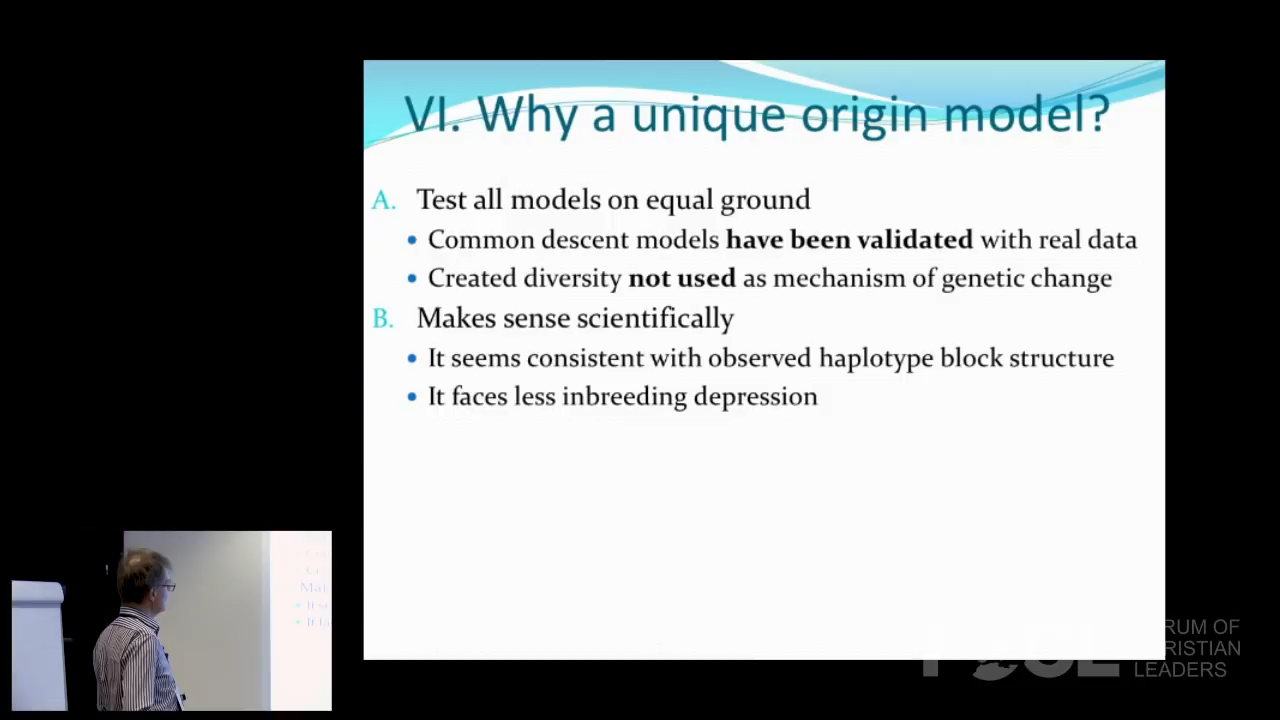 VI. Why a unique origin model?
A. Test all models on equal ground
• Common descent models have been validated with real data
• Created diversity not used as mechanism of genetic change
B. Makes sense scientifically
• It seems consistent with observed haplotype block structure
• It faces less inbreeding depression
RUM OF
RISTIAN
LEADERS